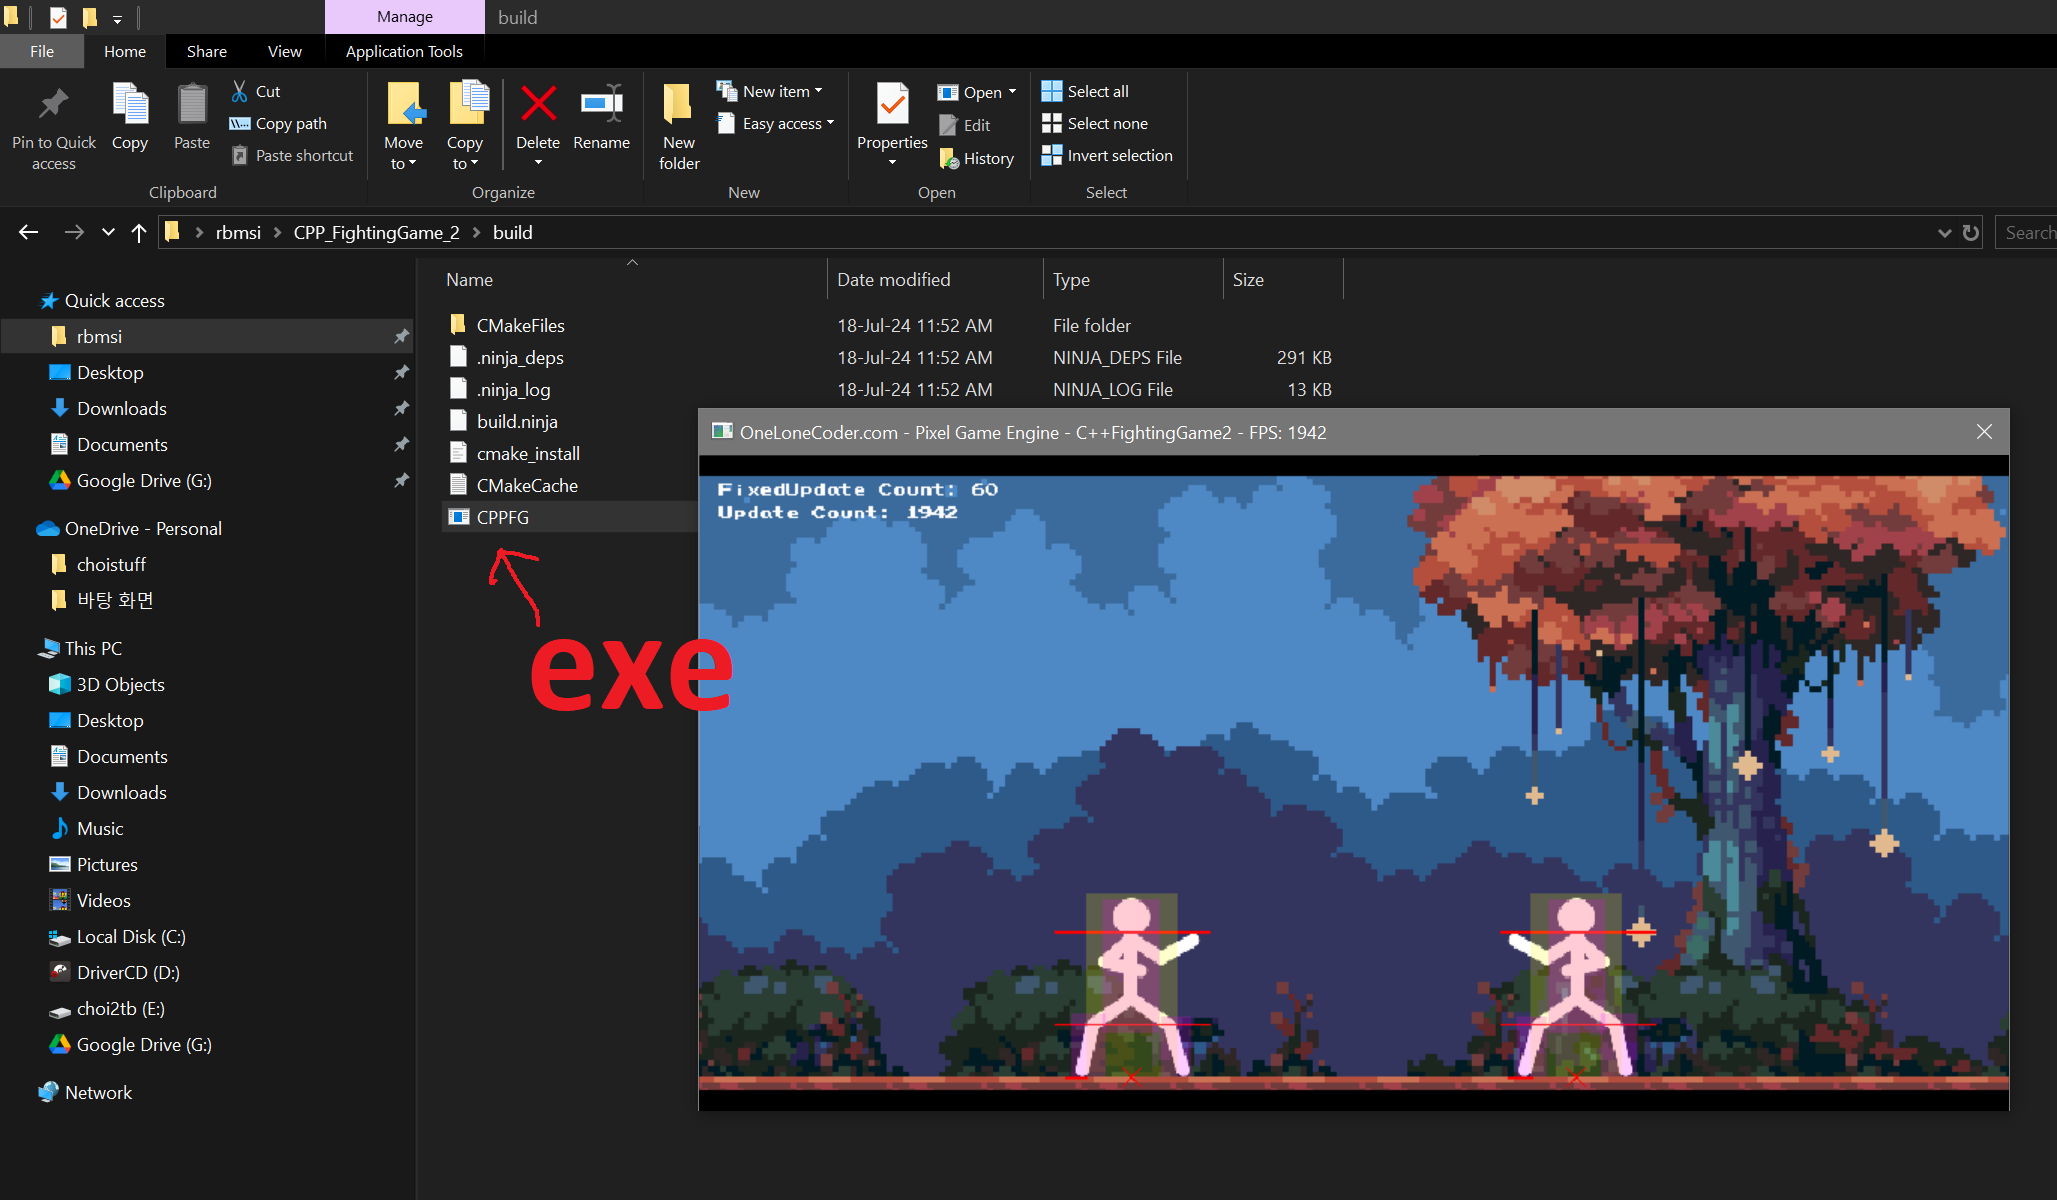 Manage
build
File
Home
Share
View
Application Tools
Pin to Quick
access
Copy
Paste
Cut
Copy path
Paste shortcut
Clipboard
Move
to
Copy
to
Delete
Rename
Organize
New
folder
New item
Easy access
New
Properties
Open
Edit
History
Open
Select all
Select none
Invert selection
Select
rbmsi
CPP_FightingGame_2
build
Search
Quick access
rbmsi
Desktop
Downloads
Documents
Google Drive (G:)
OneDrive - Personal
choistuff
바탕 화면
This PC
3D Objects
Desktop
Documents
Downloads
Music
Pictures
Videos
Local Disk (C:)
DriverCD (D:)
choi2tb (E:)
Google Drive (G:)
Network
Name Date modified Type Size
CMakeFiles 18-Jul-24 11:52 AM File folder
.ninja_deps 18-Jul-24 11:52 AM NINJA_DEPS File 291 KB
.ninja_log 18-Jul-24 11:52 AM NINJA_LOG File 13 KB
build.ninja
cmake_install
CMakeCache
CPPFG
exe
OneLoneCoder.com - Pixel Game Engine - C++FightingGame2 - FPS: 1942
FixedUpdate Count: 60
Update Count: 1942